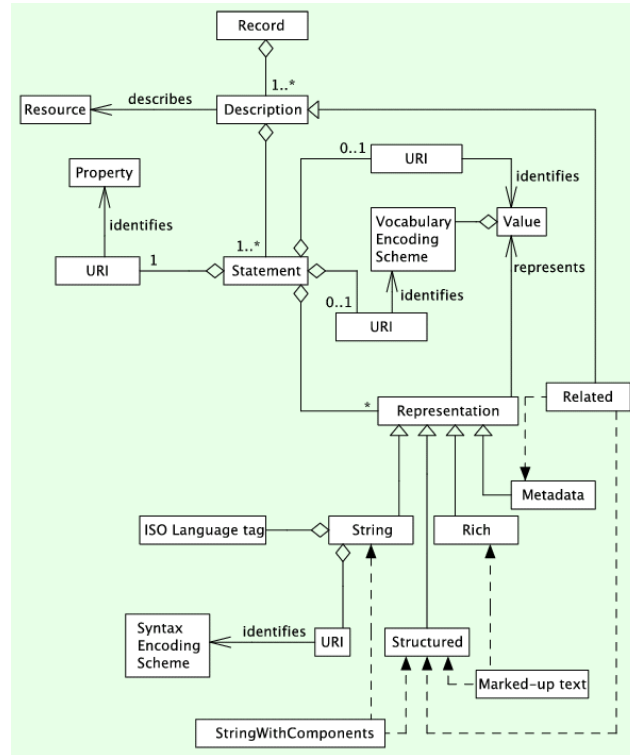 Record
1..*
Resource
describes
Description
0..1
URI
Property
identifies
identifies
Vocabulary
Encoding
Scheme
Value
1..*
URI
1
Statement
represents
identifies
0..1
URI
*
Representation
Related
Metadata
ISO Language tag
String
Rich
Syntax
Encoding
Scheme
identifies
URI
Structured
Marked-up text
StringWithComponents